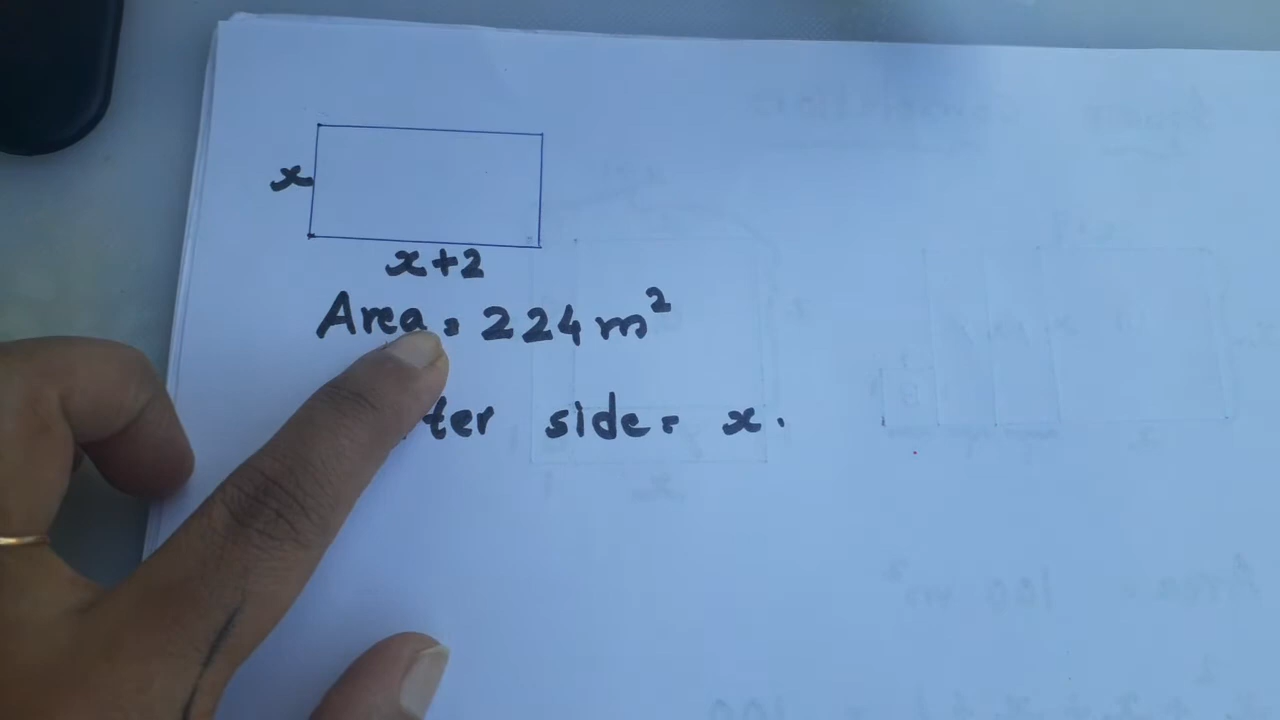 x
x+2
Area = 224 m²
ter side = x.